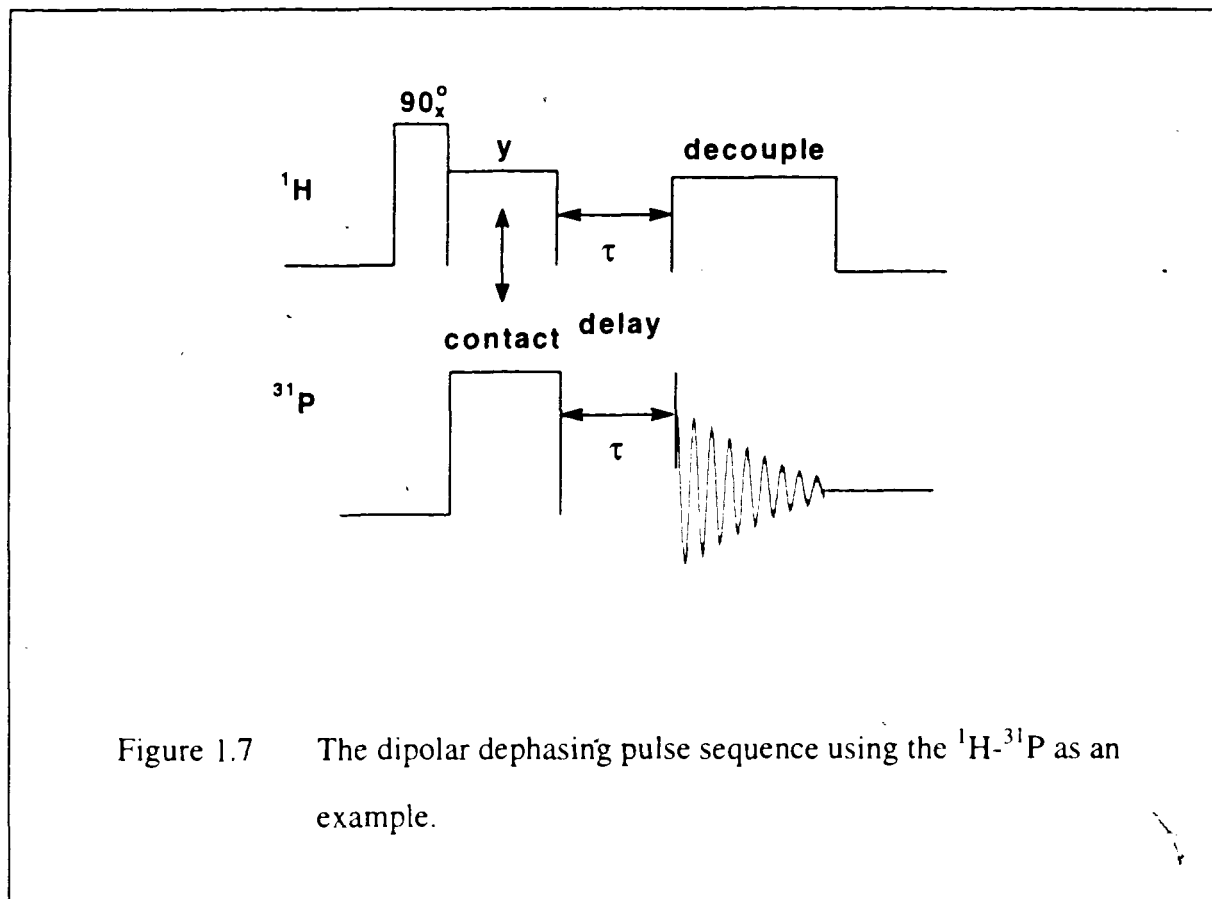 90°ₓ
y
decouple
¹H
τ
delay
contact
³¹P
τ
Figure 1.7 The dipolar dephasing pulse sequence using the ¹H-³¹P as an
example.